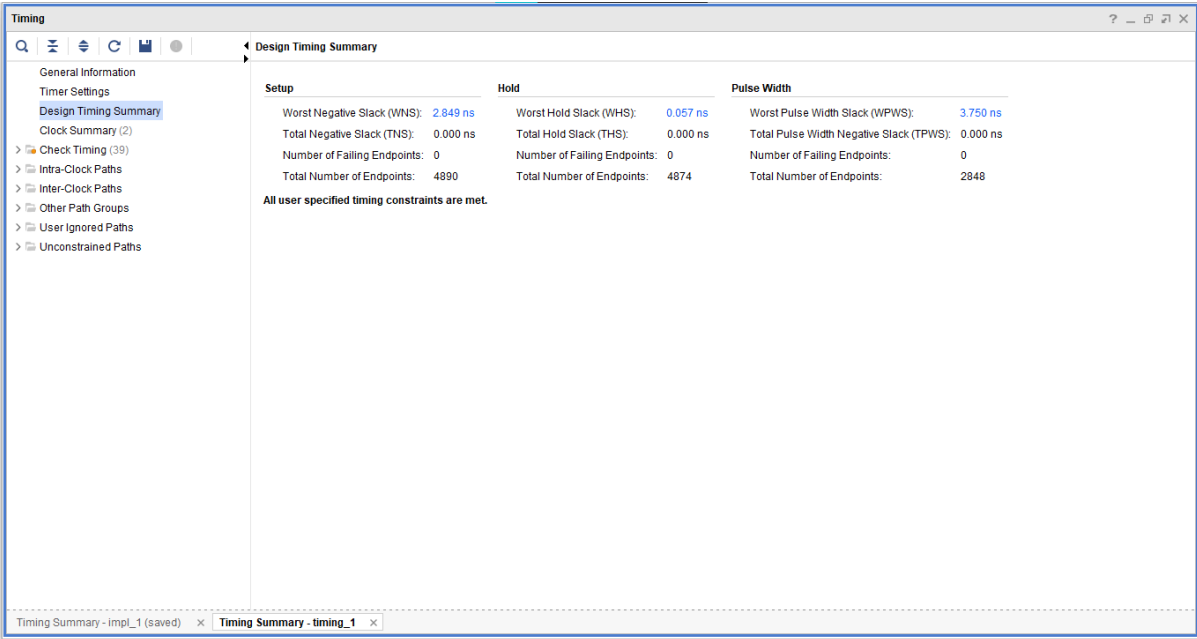 Timing
Design Timing Summary
General Information
Timer Settings
Design Timing Summary
Clock Summary (2)
Check Timing (39)
Intra-Clock Paths
Inter-Clock Paths
Other Path Groups
User Ignored Paths
Unconstrained Paths
Setup
Worst Negative Slack (WNS): 2.849 ns
Total Negative Slack (TNS): 0.000 ns
Number of Failing Endpoints: 0
Total Number of Endpoints: 4890
Hold
Worst Hold Slack (WHS): 0.057 ns
Total Hold Slack (THS): 0.000 ns
Number of Failing Endpoints: 0
Total Number of Endpoints: 4874
Pulse Width
Worst Pulse Width Slack (WPWS): 3.750 ns
Total Pulse Width Negative Slack (TPWS): 0.000 ns
Number of Failing Endpoints: 0
Total Number of Endpoints: 2848
All user specified timing constraints are met.
Timing Summary - impl_1 (saved)
Timing Summary - timing_1